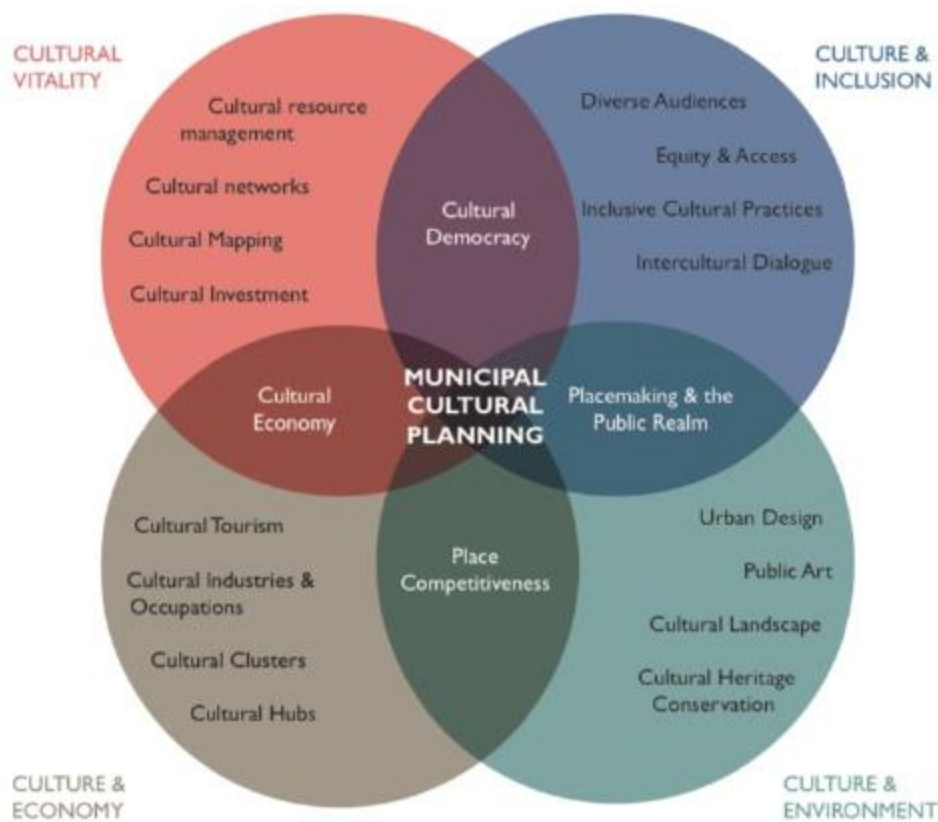 CULTURAL
VITALITY
CULTURE &
INCLUSION
Cultural resource
management
Cultural networks
Cultural Mapping
Cultural Investment
Cultural
Democracy
Diverse Audiences
Equity & Access
Inclusive Cultural Practices
Intercultural Dialogue
Cultural
Economy
MUNICIPAL
CULTURAL
PLANNING
Placemaking & the
Public Realm
Cultural Tourism
Cultural Industries &
Occupations
Cultural Clusters
Cultural Hubs
Place
Competitiveness
Urban Design
Public Art
Cultural Landscape
Cultural Heritage
Conservation
CULTURE &
ECONOMY
CULTURE &
ENVIRONMENT